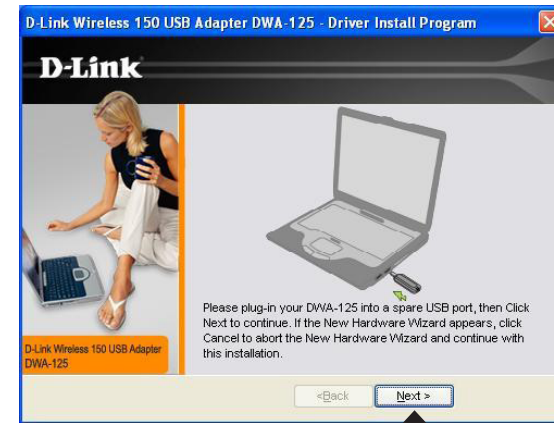 D-Link Wireless 150 USB Adapter DWA-125 - Driver Install Program
D-Link
Please plug-in your DWA-125 into a spare USB port, then Click
Next to continue. If the New Hardware Wizard appears, click
Cancel to abort the New Hardware Wizard and continue with
this installation.
D-Link Wireless 150 USB Adapter
DWA-125
<Back
Next >